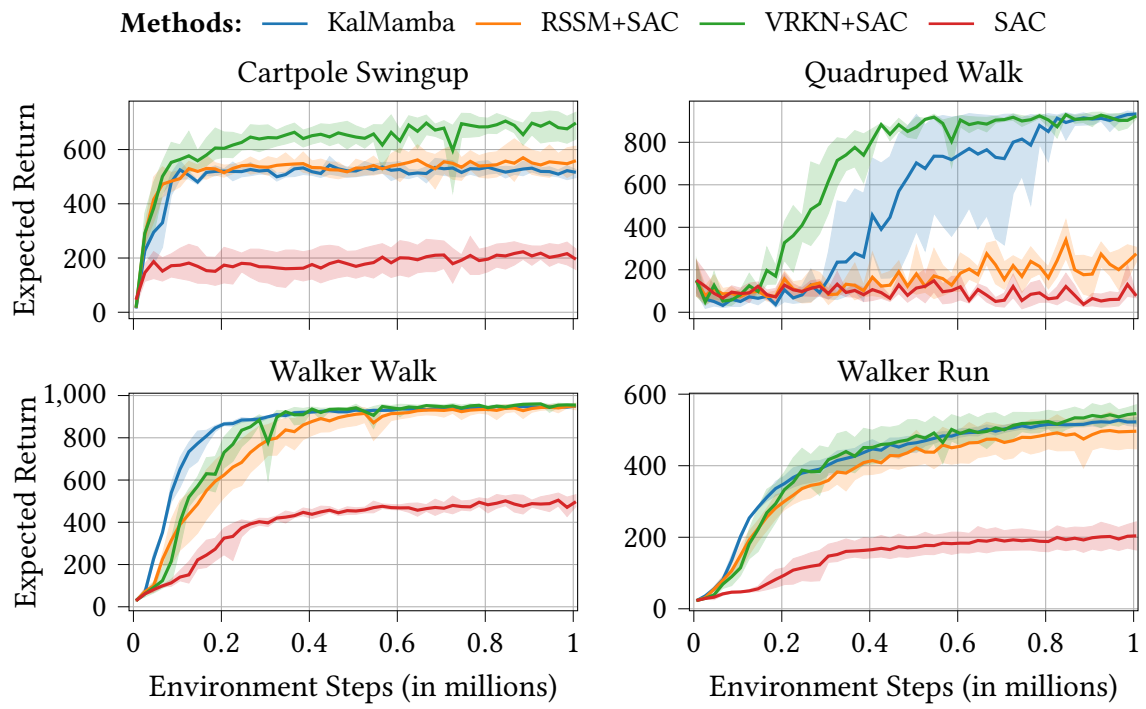 Methods: KalMamba RSSM+SAC VRKN+SAC SAC
Cartpole Swingup
Quadruped Walk
Expected Return
600
400
200
0
800
600
400
200
0
Walker Walk
Walker Run
Expected Return
1,000
800
600
400
200
0
600
400
200
0
0 0.2 0.4 0.6 0.8 1
0 0.2 0.4 0.6 0.8 1
Environment Steps (in millions)
Environment Steps (in millions)